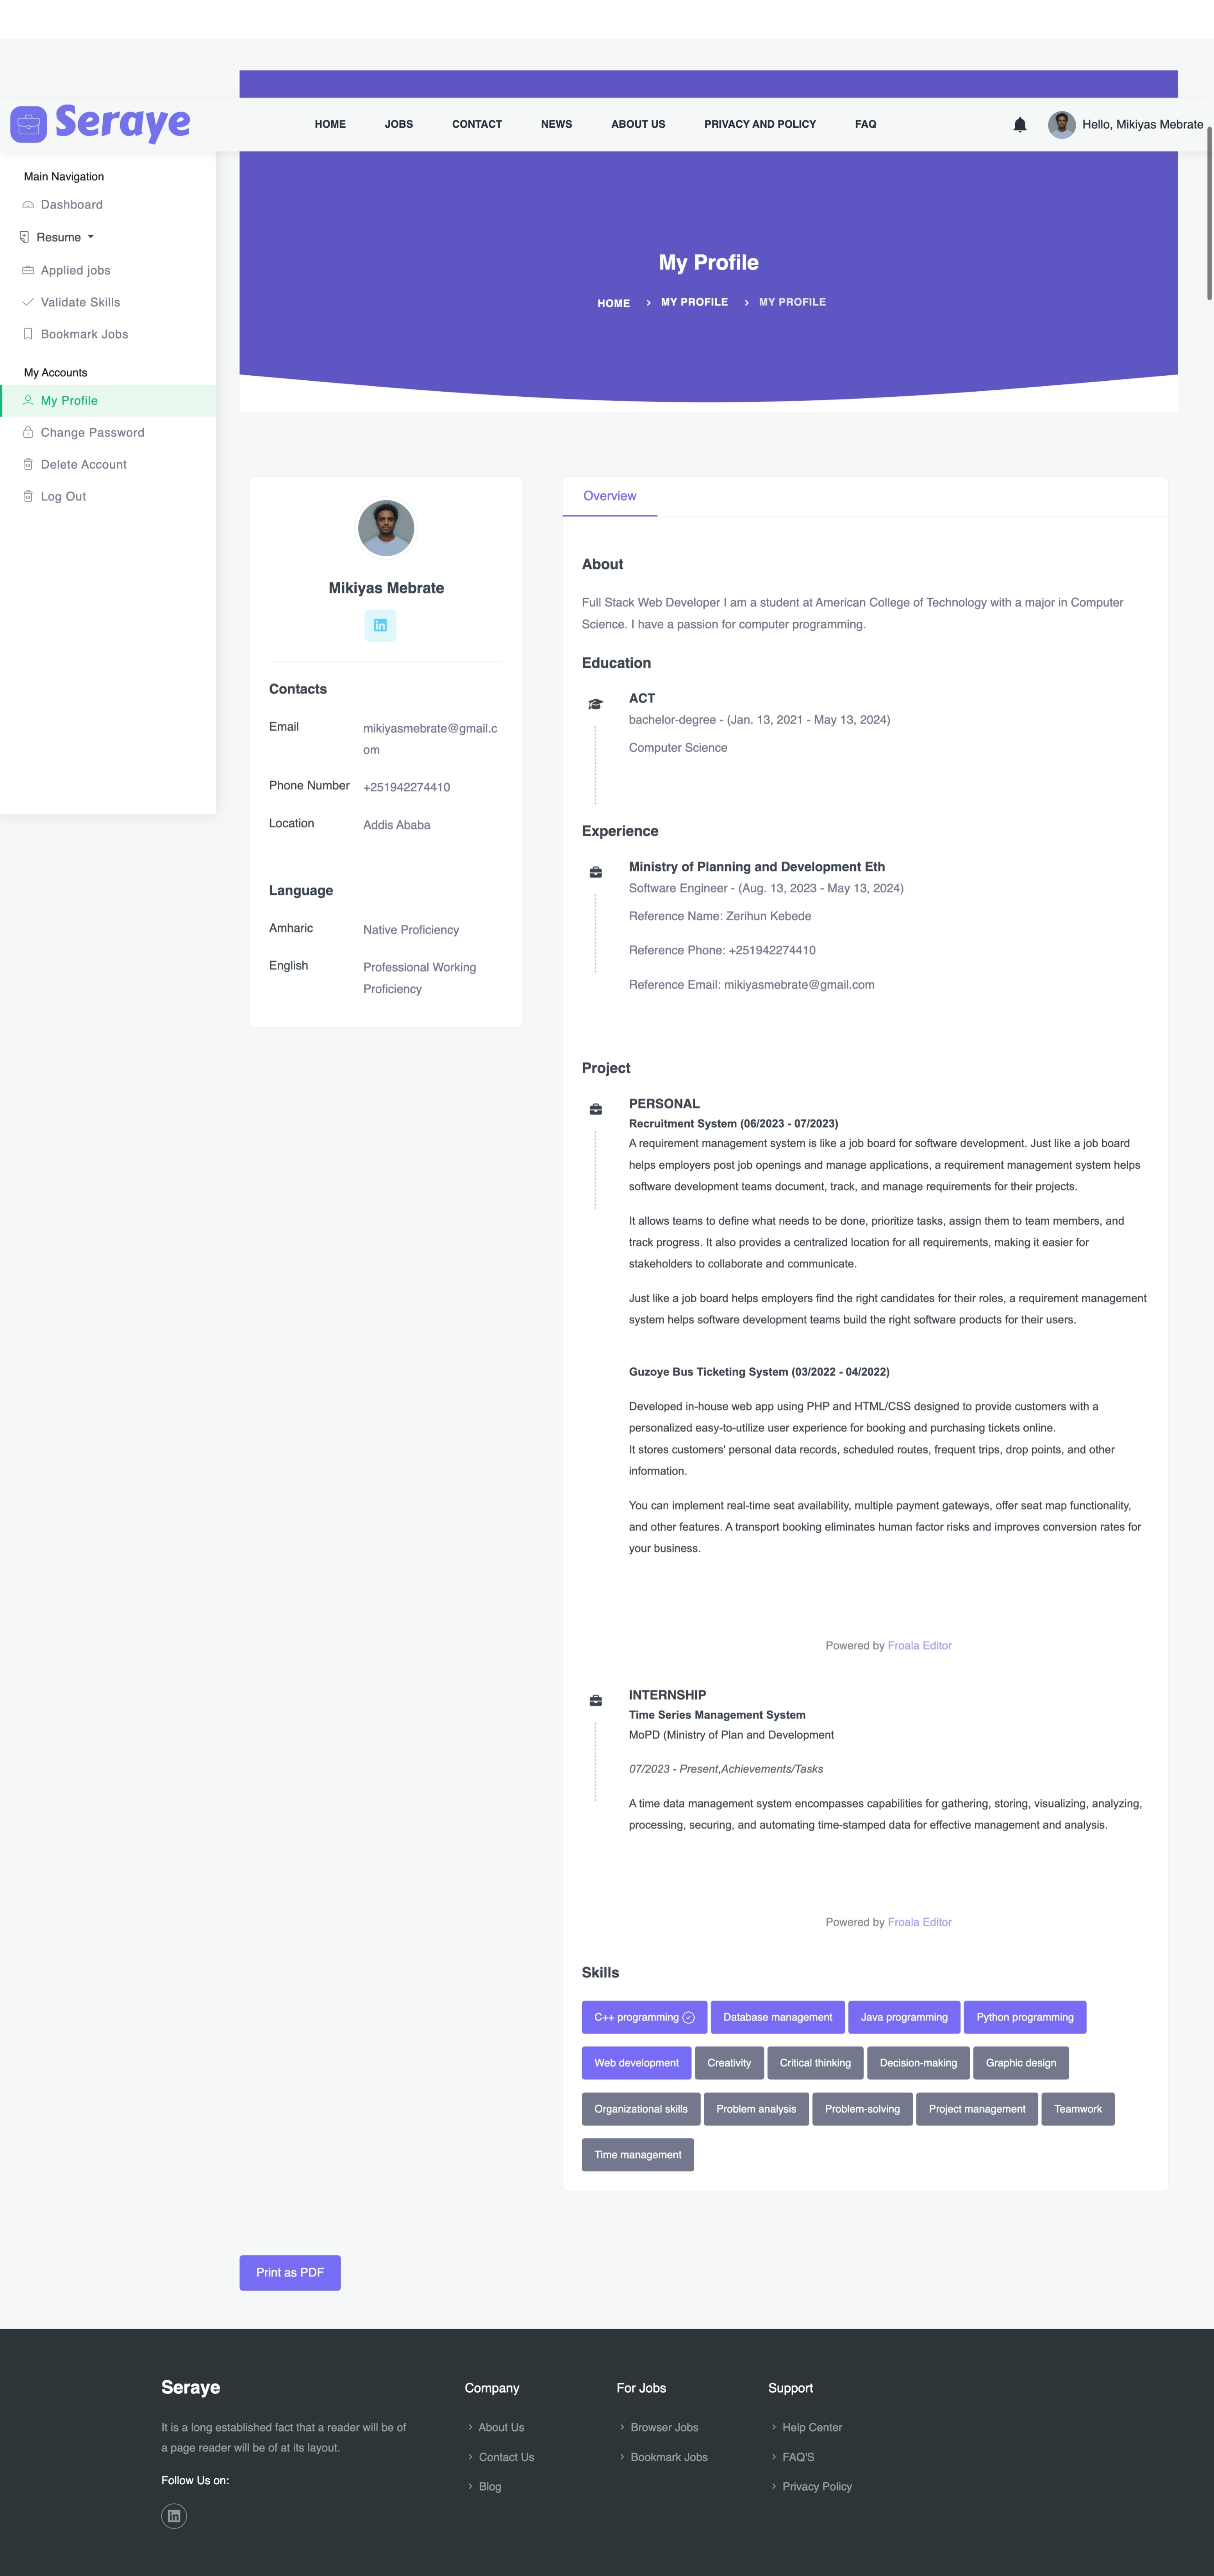 Seraye
HOME
JOBS
CONTACT
NEWS
ABOUT US
PRIVACY AND POLICY
FAQ
Hello, Mikiyas Mebrate
Main Navigation
Dashboard
Resume
Applied jobs
Validate Skills
Bookmark Jobs
My Accounts
My Profile
Change Password
Delete Account
Log Out
My Profile
HOME > MY PROFILE > MY PROFILE
Mikiyas Mebrate
Contacts
Email
mikiyasmebrate@gmail.c
om
Phone Number
+251942274410
Location
Addis Ababa
Language
Amharic
Native Proficiency
English
Professional Working
Proficiency
Overview
About
Full Stack Web Developer I am a student at American College of Technology with a major in Computer
Science. I have a passion for computer programming.
Education
ACT
bachelor-degree - (Jan. 13, 2021 - May 13, 2024)
Computer Science
Experience
Ministry of Planning and Development Eth
Software Engineer - (Aug. 13, 2023 - May 13, 2024)
Reference Name: Zerihun Kebede
Reference Phone: +251942274410
Reference Email: mikiyasmebrate@gmail.com
Project
PERSONAL
Recruitment System (06/2023 - 07/2023)
A requirement management system is like a job board for software development. Just like a job board
helps employers post job openings and manage applications, a requirement management system helps
software development teams document, track, and manage requirements for their projects.
It allows teams to define what needs to be done, prioritize tasks, assign them to team members, and
track progress. It also provides a centralized location for all requirements, making it easier for
stakeholders to collaborate and communicate.
Just like a job board helps employers find the right candidates for their roles, a requirement management
system helps software development teams build the right software products for their users.
Guzoye Bus Ticketing System (03/2022 - 04/2022)
Developed in-house web app using PHP and HTML/CSS designed to provide customers with a
personalized easy-to-utilize user experience for booking and purchasing tickets online.
It stores customers' personal data records, scheduled routes, frequent trips, drop points, and other
information.
You can implement real-time seat availability, multiple payment gateways, offer seat map functionality,
and other features. A transport booking eliminates human factor risks and improves conversion rates for
your business.
Powered by Froala Editor
INTERNSHIP
Time Series Management System
MoPD (Ministry of Plan and Development
07/2023 - Present,Achievements/Tasks
A time data management system encompasses capabilities for gathering, storing, visualizing, analyzing,
processing, securing, and automating time-stamped data for effective management and analysis.
Powered by Froala Editor
Skills
C++ programming
Database management
Java programming
Python programming
Web development
Creativity
Critical thinking
Decision-making
Graphic design
Organizational skills
Problem analysis
Problem-solving
Project management
Teamwork
Time management
Print as PDF
Seraye
It is a long established fact that a reader will be of
a page reader will be of at its layout.
Follow Us on:
Company
> About Us
> Contact Us
> Blog
For Jobs
> Browser Jobs
> Bookmark Jobs
Support
> Help Center
> FAQ'S
> Privacy Policy